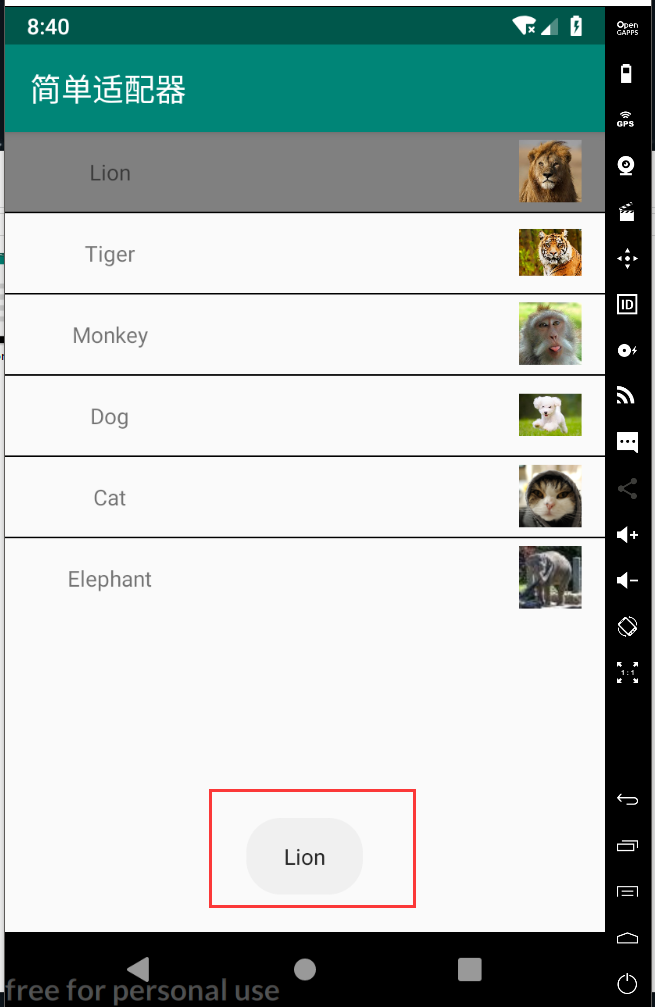 8:40
Open
GAPPS
简单适配器
GPS
Lion
Tiger
ID
Monkey
Dog
Cat
Elephant
1:1
Lion
free for personal use